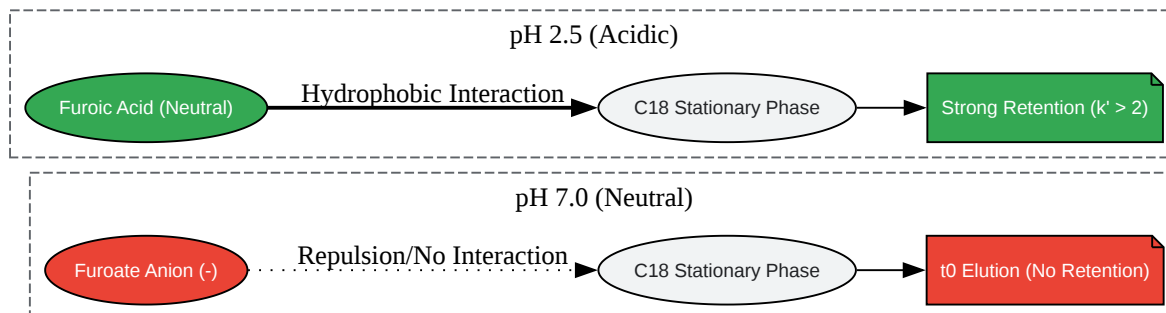 pH 2.5 (Acidic)
Furoic Acid (Neutral)
Hydrophobic Interaction
C18 Stationary Phase
Strong Retention (k' > 2)
pH 7.0 (Neutral)
Furoate Anion (-)
Repulsion/No Interaction
C18 Stationary Phase
t0 Elution (No Retention)